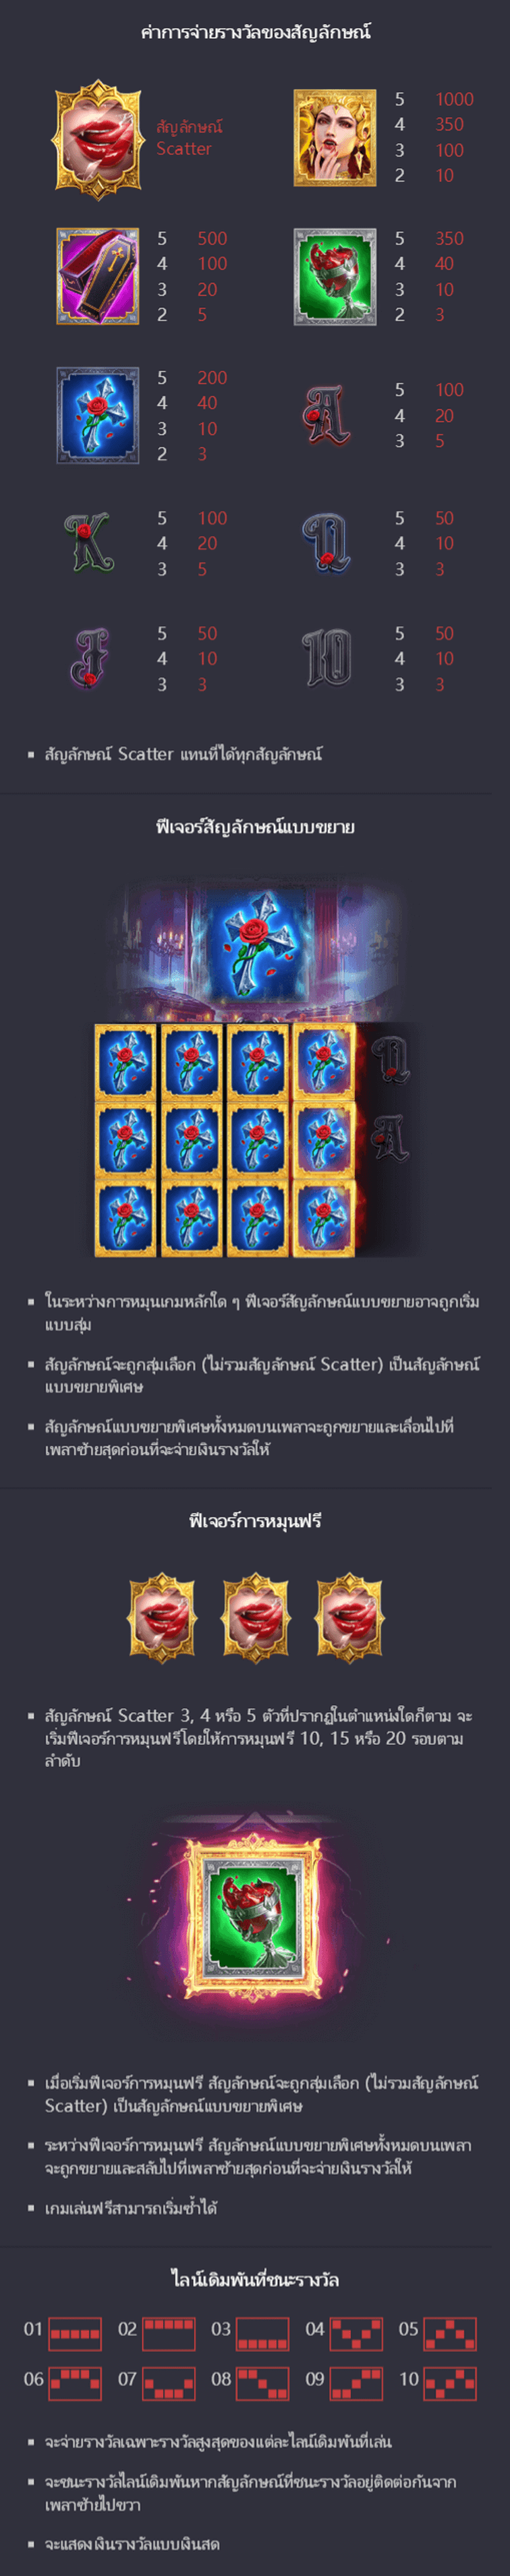 ค่าการจ่ายรางวัลของสัญลักษณ์
สัญลักษณ์
Scatter
5 1000
4 350
3 100
2 10
5 500
4 100
3 20
2 5
5 350
4 40
3 10
2 3
5 200
4 40
3 10
2 3
A
5 100
4 20
3 5
K
5 100
4 20
3 5
Q
5 50
4 10
3 3
J
5 50
4 10
3 3
10
5 50
4 10
3 3
▪ สัญลักษณ์ Scatter แทนที่ได้ทุกสัญลักษณ์
ฟีเจอร์สัญลักษณ์แบบขยาย
Q
A
▪ ในระหว่างการหมุนเกมหลักใด ๆ ฟีเจอร์สัญลักษณ์แบบขยายอาจถูกเริ่ม
แบบสุ่ม
▪ สัญลักษณ์จะถูกสุ่มเลือก (ไม่รวมสัญลักษณ์ Scatter) เป็นสัญลักษณ์
แบบขยายพิเศษ
▪ สัญลักษณ์แบบขยายพิเศษทั้งหมดบนเพลาจะถูกขยายและเลื่อนไปที่
เพลาซ้ายสุดก่อนที่จะจ่ายเงินรางวัลให้
ฟีเจอร์การหมุนฟรี
▪ สัญลักษณ์ Scatter 3, 4 หรือ 5 ตัวที่ปรากฏในตำแหน่งใดก็ตาม จะ
เริ่มฟีเจอร์การหมุนฟรีโดยให้การหมุนฟรี 10, 15 หรือ 20 รอบตาม
ลำดับ
▪ เมื่อเริ่มฟีเจอร์การหมุนฟรี สัญลักษณ์จะถูกสุ่มเลือก (ไม่รวมสัญลักษณ์
Scatter) เป็นสัญลักษณ์แบบขยายพิเศษ
▪ ระหว่างฟีเจอร์การหมุนฟรี สัญลักษณ์แบบขยายพิเศษทั้งหมดบนเพลา
จะถูกขยายและสลับไปที่เพลาซ้ายสุดก่อนที่จะจ่ายเงินรางวัลให้
▪ เกมเล่นฟรีสามารถเริ่มซ้ำได้
ไลน์เดิมพันที่ชนะรางวัล
01 02 03 04 05
06 07 08 09 10
▪ จะจ่ายรางวัลเฉพาะรางวัลสูงสุดของแต่ละไลน์เดิมพันที่เล่น
▪ จะชนะรางวัลไลน์เดิมพันหากสัญลักษณ์ที่ชนะรางวัลอยู่ติดต่อกันจาก
เพลาซ้ายไปขวา
▪ จะแสดงเงินรางวัลแบบเงินสด